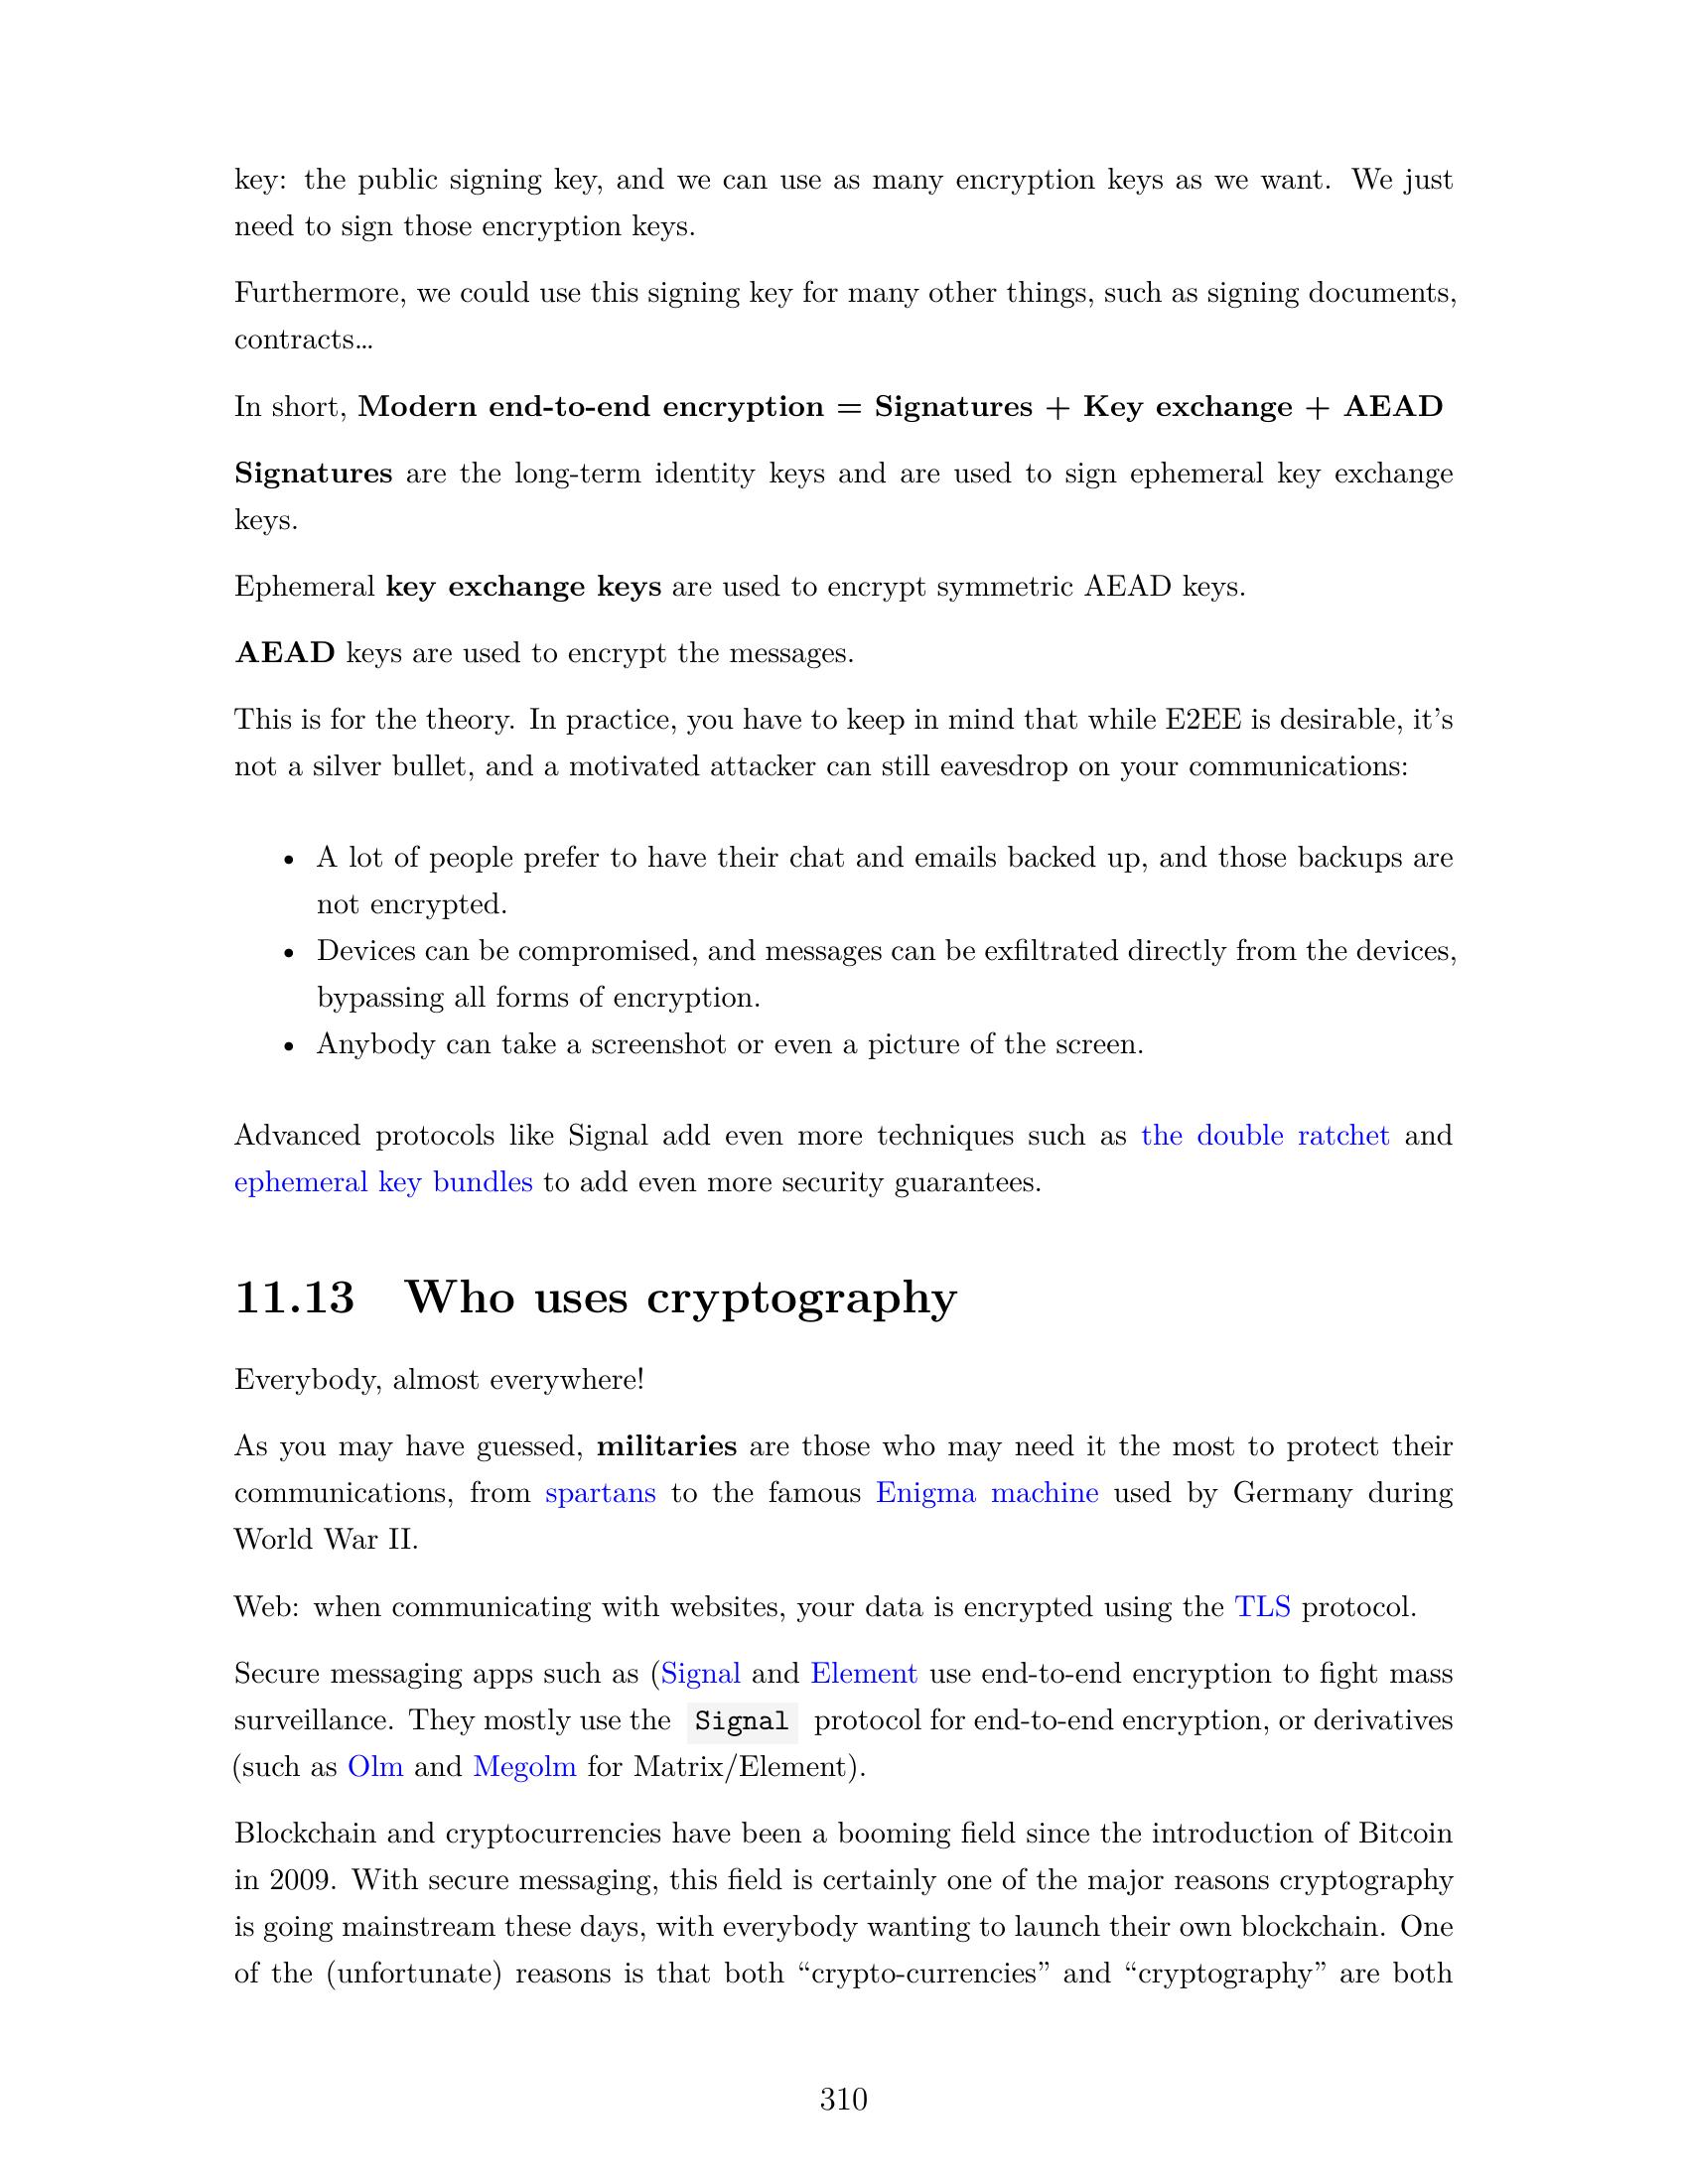 key: the public signing key, and we can use as many encryption keys as we want. We just
need to sign those encryption keys.
Furthermore, we could use this signing key for many other things, such as signing documents,
contracts…
In short, Modern end-to-end encryption = Signatures + Key exchange + AEAD
Signatures are the long-term identity keys and are used to sign ephemeral key exchange
keys.
Ephemeral key exchange keys are used to encrypt symmetric AEAD keys.
AEAD keys are used to encrypt the messages.
This is for the theory. In practice, you have to keep in mind that while E2EE is desirable, it’s
not a silver bullet, and a motivated attacker can still eavesdrop on your communications:
• A lot of people prefer to have their chat and emails backed up, and those backups are
not encrypted.
• Devices can be compromised, and messages can be exfiltrated directly from the devices,
bypassing all forms of encryption.
• Anybody can take a screenshot or even a picture of the screen.
Advanced protocols like Signal add even more techniques such as the double ratchet and
ephemeral key bundles to add even more security guarantees.
11.13 Who uses cryptography
Everybody, almost everywhere!
As you may have guessed, militaries are those who may need it the most to protect their
communications, from spartans to the famous Enigma machine used by Germany during
World War II.
Web: when communicating with websites, your data is encrypted using the TLS protocol.
Secure messaging apps such as (Signal and Element use end-to-end encryption to fight mass
surveillance. They mostly use the Signal protocol for end-to-end encryption, or derivatives
(such as Olm and Megolm for Matrix/Element).
Blockchain and cryptocurrencies have been a booming field since the introduction of Bitcoin
in 2009. With secure messaging, this field is certainly one of the major reasons cryptography
is going mainstream these days, with everybody wanting to launch their own blockchain. One
of the (unfortunate) reasons is that both “crypto-currencies” and “cryptography” are both
310